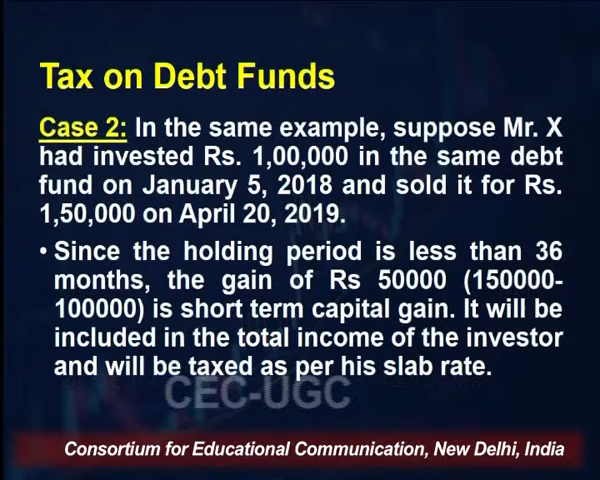 Tax on Debt Funds
Case 2: In the same example, suppose Mr. X
had invested Rs. 1,00,000 in the same debt
fund on January 5, 2018 and sold it for Rs.
1,50,000 on April 20, 2019.
• Since the holding period is less than 36
months, the gain of Rs 50000 (150000-
100000) is short term capital gain. It will be
included in the total income of the investor
and will be taxed as per his slab rate.
CEC-UGC
Consortium for Educational Communication, New Delhi, India